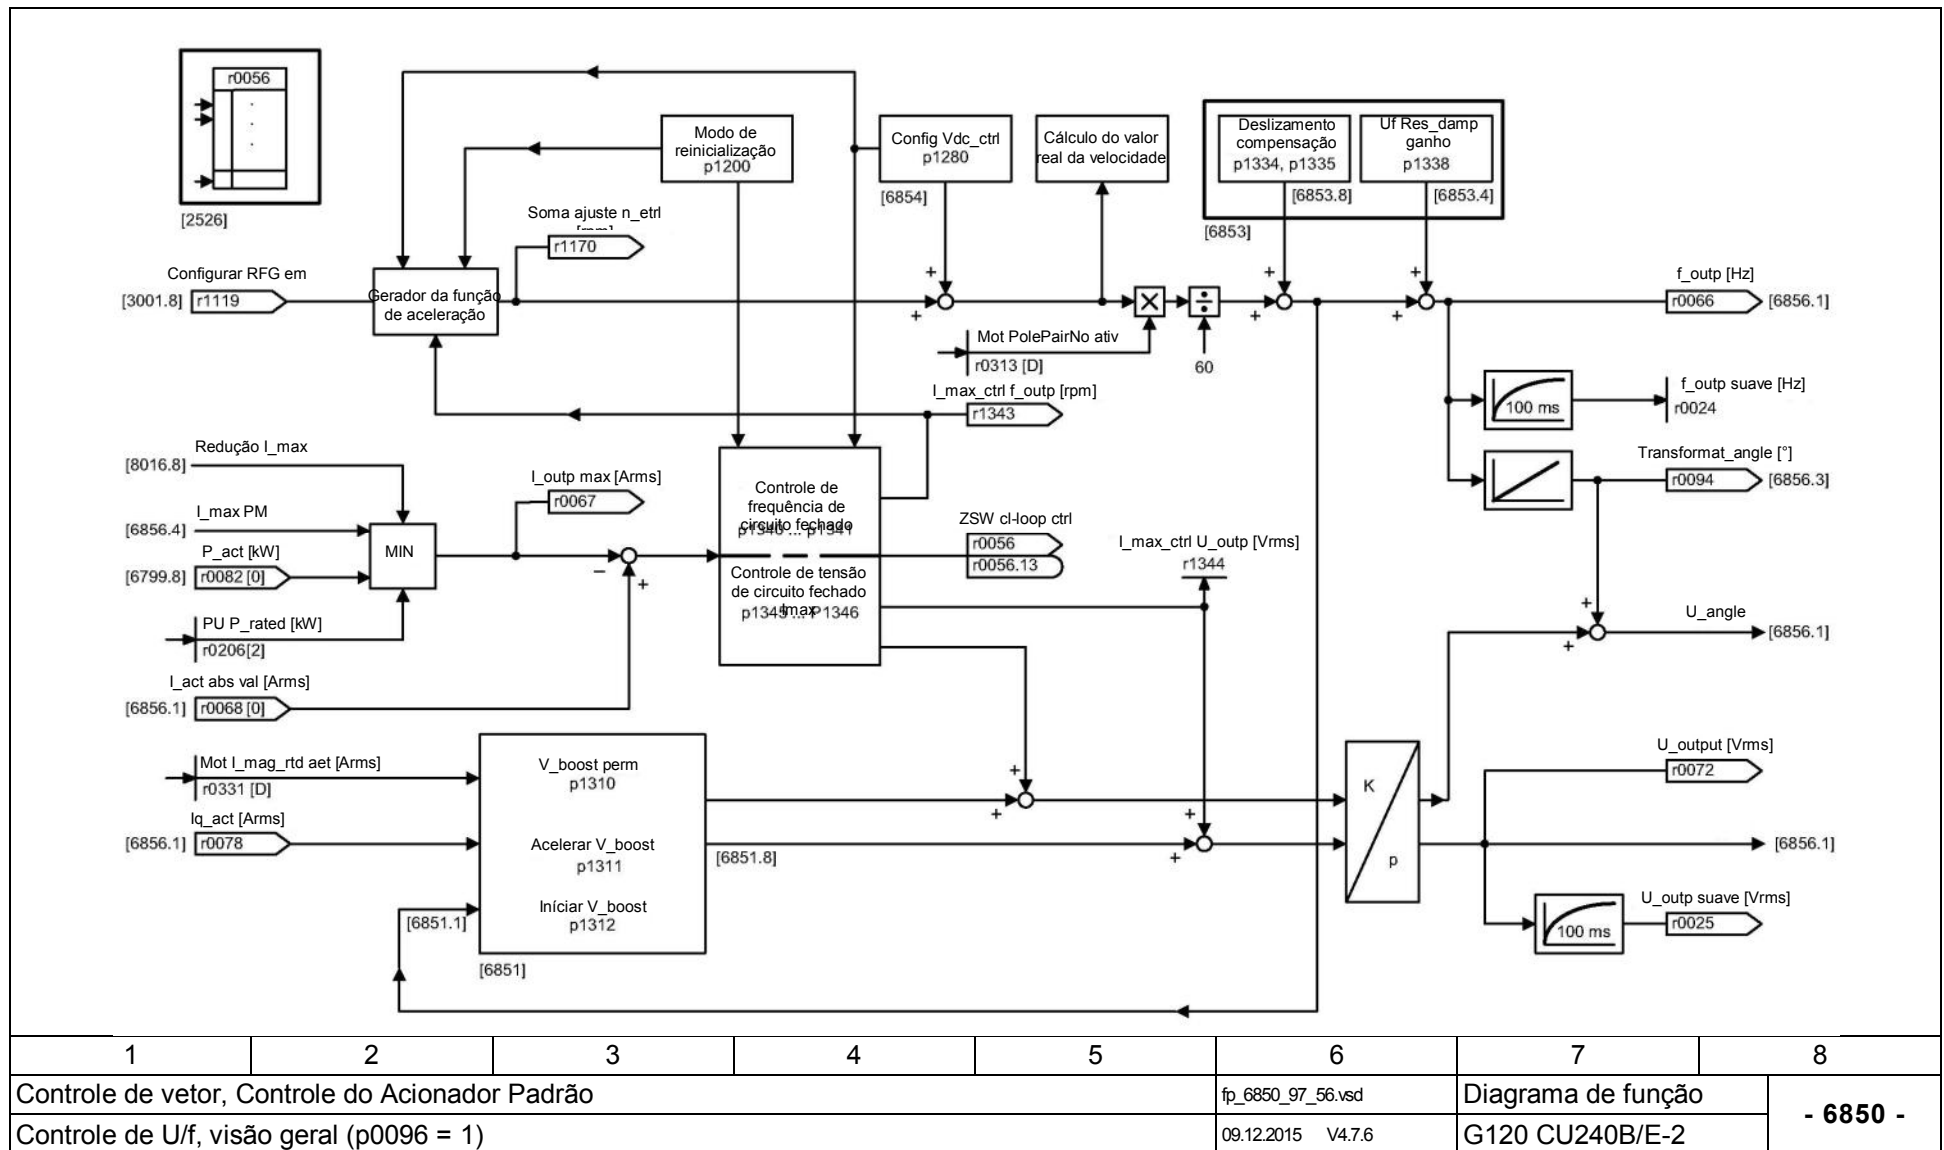 r0056
[2526]
Modo de
reinicialização
p1200
Config Vdc_ctrl
p1280
[6854]
Cálculo do valor
real da velocidade
Deslizamento
compensação
p1334, p1335
[6853.8]
Uf Res_damp
ganho
p1338
[6853.4]
[6853]
Soma ajuste n_etrl
r1170
Configurar RFG em
[3001.8] r1119
Gerador da função
de aceleração
+
+
+
+
+
+
Mot PolePairNo ativ
r0313 [D]
×
÷
60
f_outp [Hz]
r0066 [6856.1]
100 ms
f_outp suave [Hz]
r0024
I_max_ctrl f_outp [rpm]
r1343
Transformat_angle [°]
r0094 [6856.3]
Redução I_max
[8016.8]
I_max PM
[6856.4]
P_act [kW]
[6799.8] r0082 [0]
MIN
PU P_rated [kW]
r0206[2]
I_act abs val [Arms]
[6856.1] r0068 [0]
I_outp max [Arms]
r0067
−
+
Controle de
frequência de
circuito fechado
p1340 ... p1341
Controle de tensão
de circuito fechado
Imax
p1345 ... P1346
ZSW cl-loop ctrl
r0056
r0056.13
I_max_ctrl U_outp [Vrms]
r1344
+
+
U_angle
[6856.1]
Mot I_mag_rtd aet [Arms]
r0331 [D]
Iq_act [Arms]
[6856.1] r0078
V_boost perm
p1310
Acelerar V_boost
p1311
Iníciar V_boost
p1312
[6851.1]
[6851]
[6851.8]
+
+
+
+
K
p
U_output [Vrms]
r0072
[6856.1]
100 ms
U_outp suave [Vrms]
r0025
1 2 3 4 5 6 7 8
Controle de vetor, Controle do Acionador Padrão
fp_6850_97_56.vsd
Diagrama de função
- 6850 -
Controle de U/f, visão geral (p0096 = 1)
09.12.2015 V4.7.6
G120 CU240B/E-2